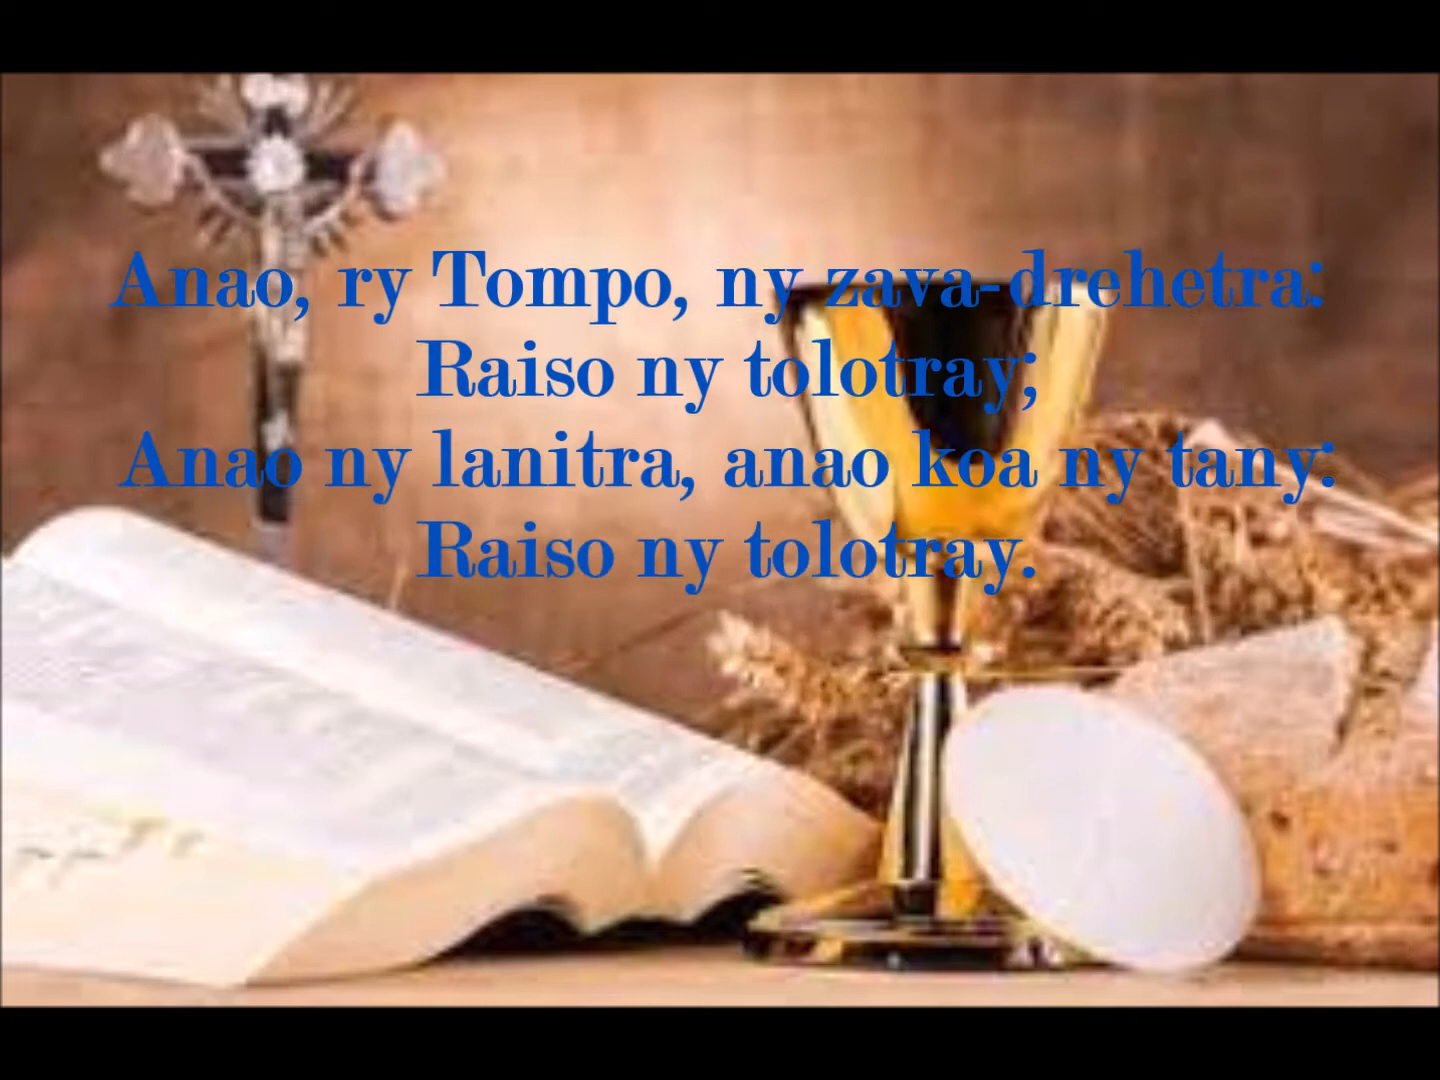 Anao, ry Tompo, ny zava-drehetra:
Raiso ny tolotray;
Anao ny lanitra, anao koa ny tany:
Raiso ny tolotray.